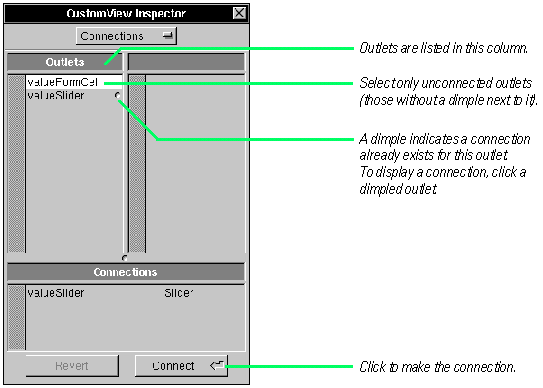 CustomView Inspector
Connections
Outlets
valueFormCel
valueSlider
Connections
valueSlider Slider
Revert
Connect
Outlets are listed in this column.
Select only unconnected outlets
(those without a dimple next to it).
A dimple indicates a connection
already exists for this outlet.
To display a connection, click a
dimpled outlet.
Click to make the connection.